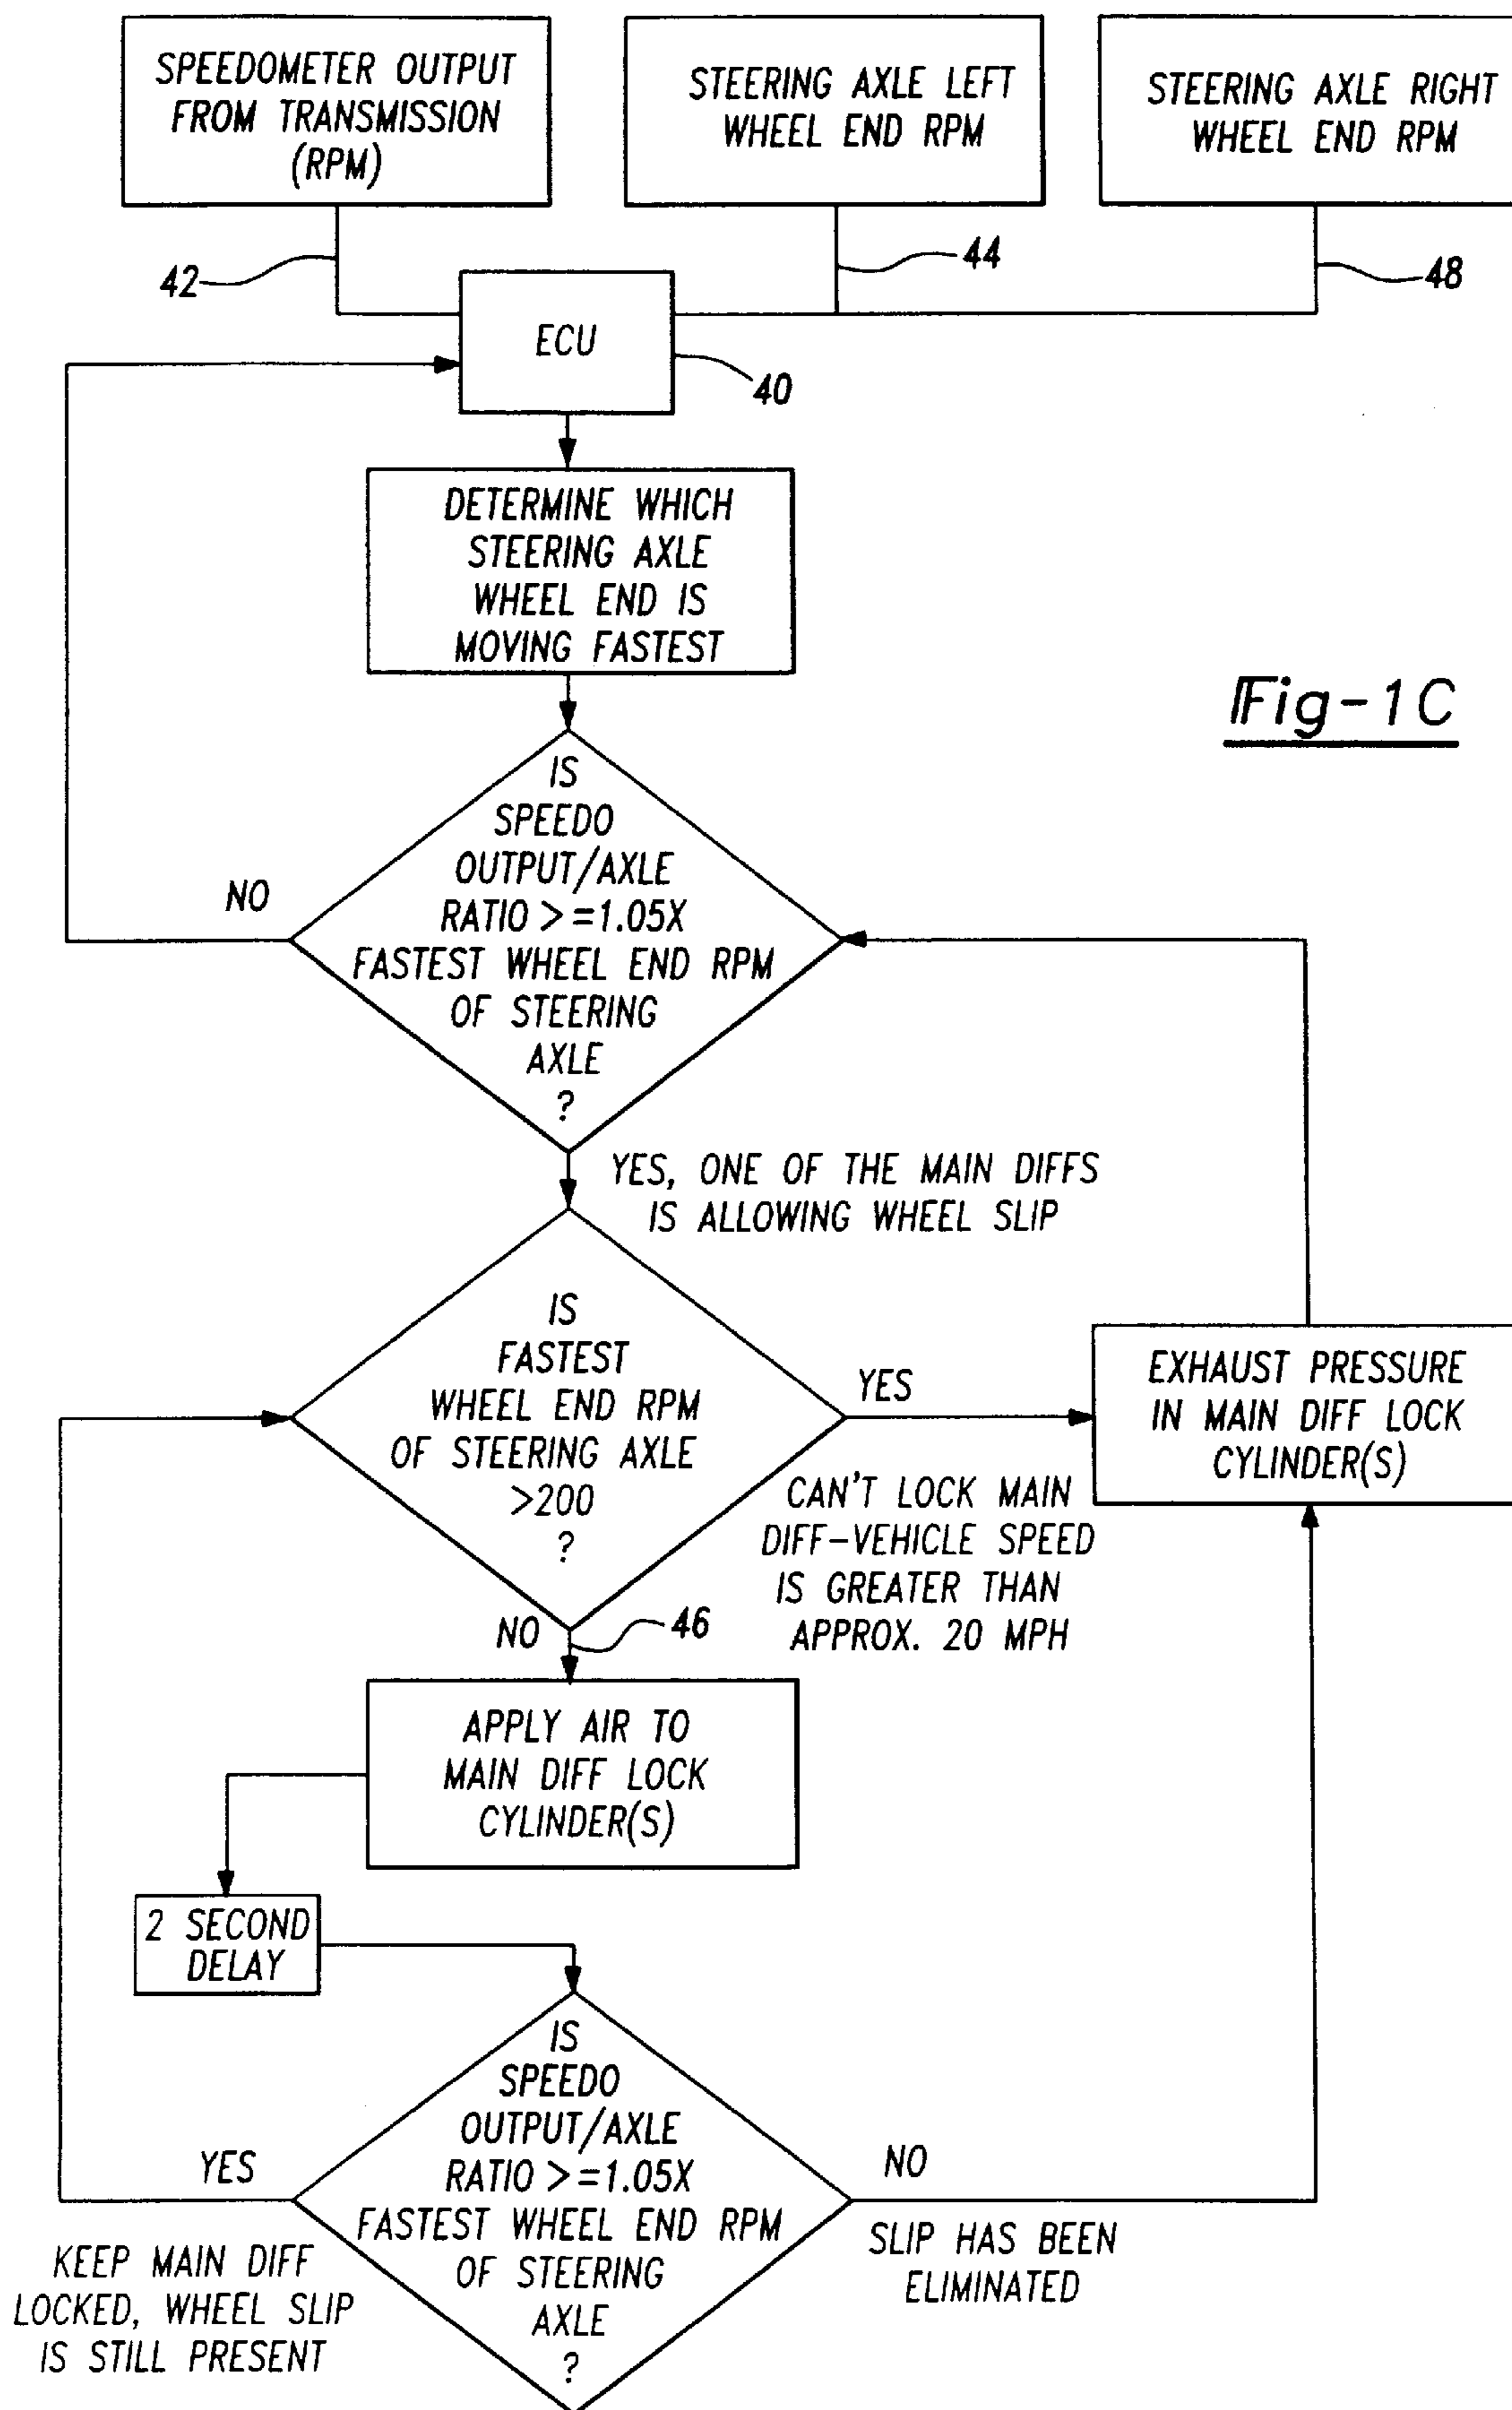 SPEEDOMETER OUTPUT
FROM TRANSMISSION
(RPM)
STEERING AXLE LEFT
WHEEL END RPM
STEERING AXLE RIGHT
WHEEL END RPM
42
44
48
ECU
40
DETERMINE WHICH
STEERING AXLE
WHEEL END IS
MOVING FASTEST
Fig-1C
IS
SPEEDO
OUTPUT/AXLE
RATIO >=1.05X
FASTEST WHEEL END RPM
OF STEERING
AXLE
?
NO
YES, ONE OF THE MAIN DIFFS
IS ALLOWING WHEEL SLIP
IS
FASTEST
WHEEL END RPM
OF STEERING AXLE
>200
?
YES
CAN'T LOCK MAIN
DIFF-VEHICLE SPEED
IS GREATER THAN
APPROX. 20 MPH
EXHAUST PRESSURE
IN MAIN DIFF LOCK
CYLINDER(S)
NO
46
APPLY AIR TO
MAIN DIFF LOCK
CYLINDER(S)
2 SECOND
DELAY
IS
SPEEDO
OUTPUT/AXLE
RATIO >=1.05X
FASTEST WHEEL END RPM
OF STEERING
AXLE
?
YES
KEEP MAIN DIFF
LOCKED, WHEEL SLIP
IS STILL PRESENT
NO
SLIP HAS BEEN
ELIMINATED